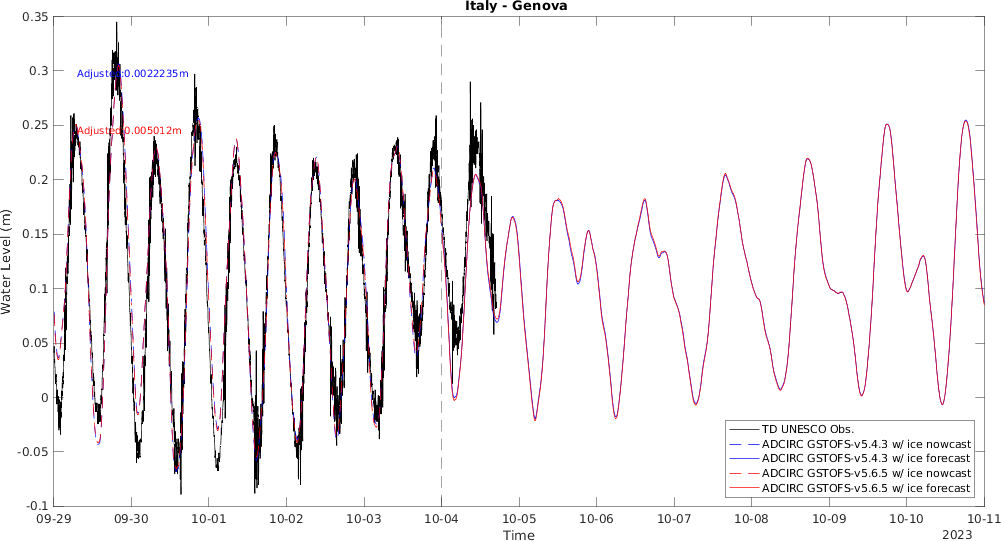 Italy - Genova
0.35
0.3
0.25
0.2
0.15
0.1
0.05
0
-0.05
-0.1
Water Level (m)
Adjusted:0.0022235m
Adjusted:0.005012m
TD UNESCO Obs.
ADCIRC GSTOFS-v5.4.3 w/ ice nowcast
ADCIRC GSTOFS-v5.4.3 w/ ice forecast
ADCIRC GSTOFS-v5.6.5 w/ ice nowcast
ADCIRC GSTOFS-v5.6.5 w/ ice forecast
09-29 09-30 10-01 10-02 10-03 10-04 10-05 10-06 10-07 10-08 10-09 10-10 10-11
Time
2023